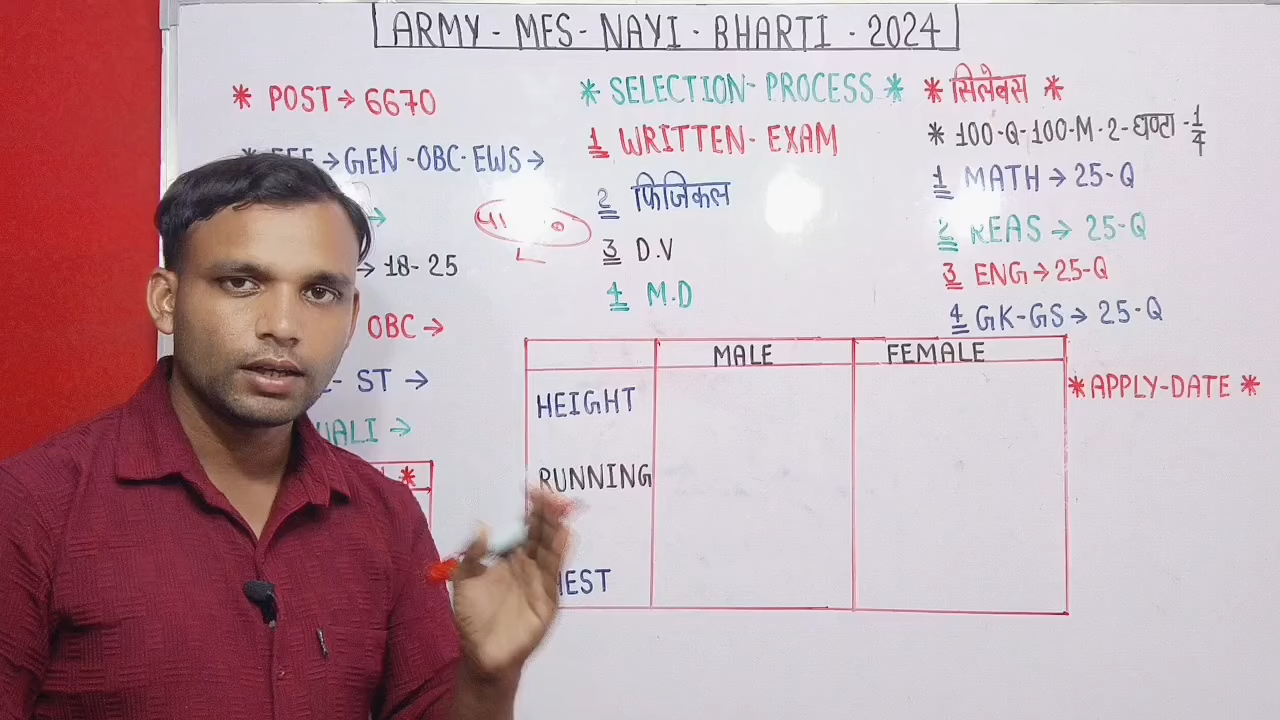 ARMY - MES - NAYI - BHARTI - 2024
* POST → 6670
→ GEN - OBC - EWS →
→ 18 - 25
OBC →
ST →
* SELECTION - PROCESS *
1 WRITTEN - EXAM
2 फिजिकल
3 D.V
4 M.D
* सिलेबस *
* 100-Q-100-M-2-घण्टा - 1/4
1 MATH → 25-Q
2 REAS → 25-Q
3 ENG → 25-Q
4 GK-GS → 25-Q
MALE FEMALE
HEIGHT
RUNNING
* APPLY-DATE *